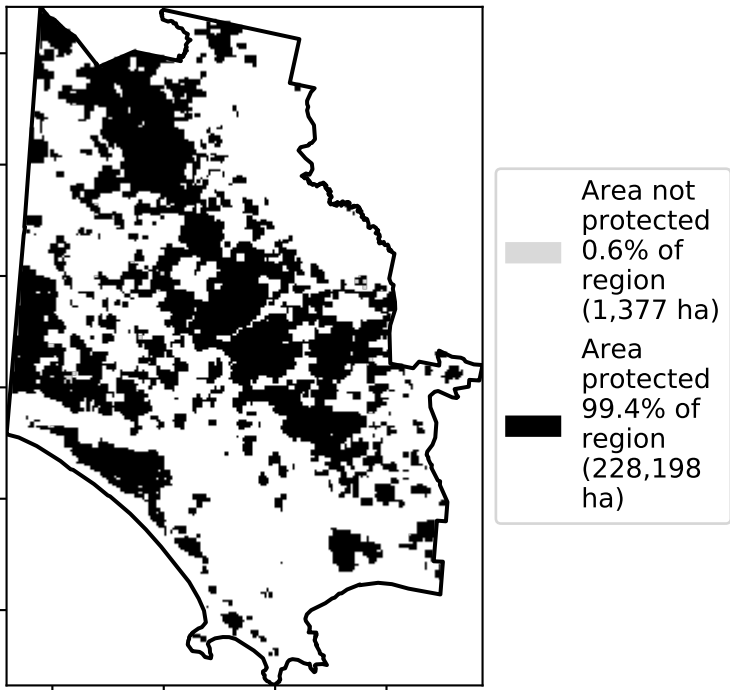 Area not
protected
0.6% of
region
(1,377 ha)
Area
protected
99.4% of
region
(228,198
ha)